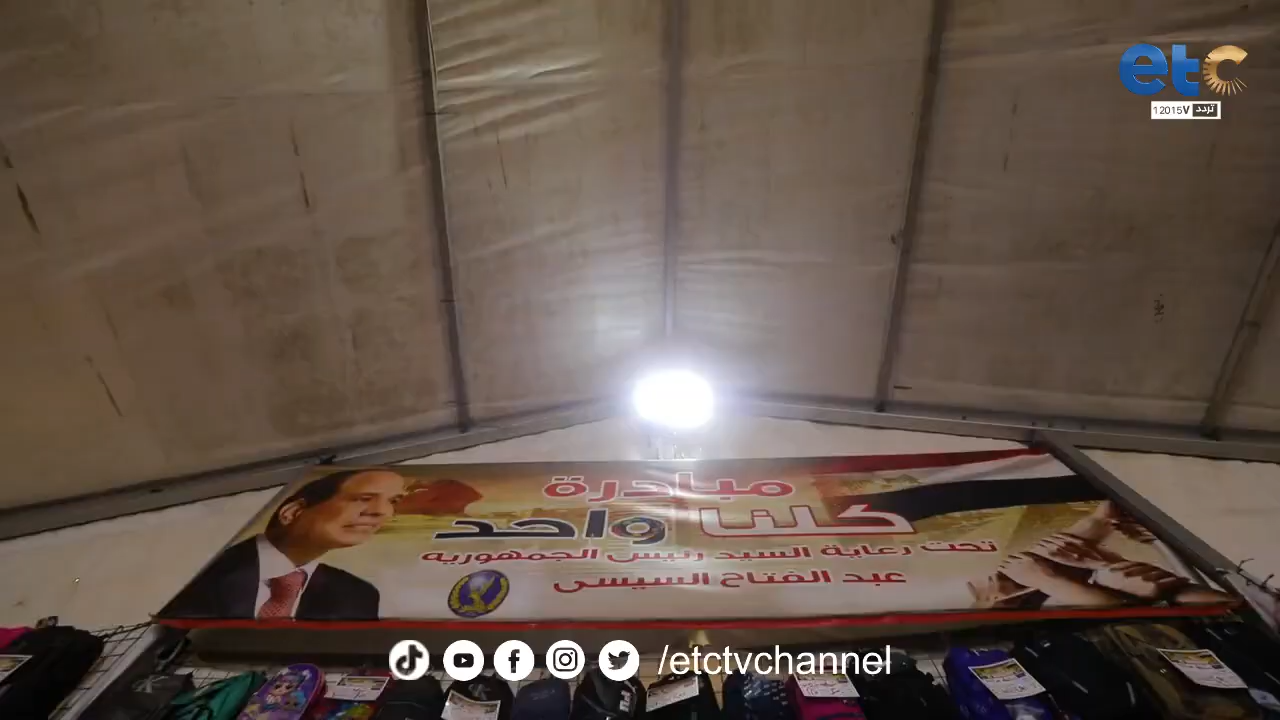 etc
12015V تردد
مبادرة
كلنا واحد
تحت رعاية السيد رئيس الجمهورية
عبد الفتاح السيسى
/etctvchannel